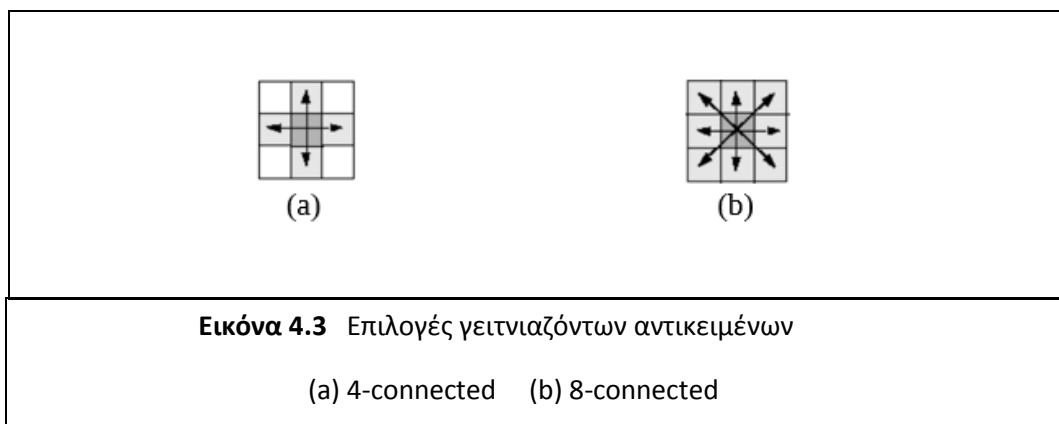 (a) (b)
Εικόνα 4.3 Επιλογές γειτνιαζόντων αντικειμένων
(a) 4-connected (b) 8-connected